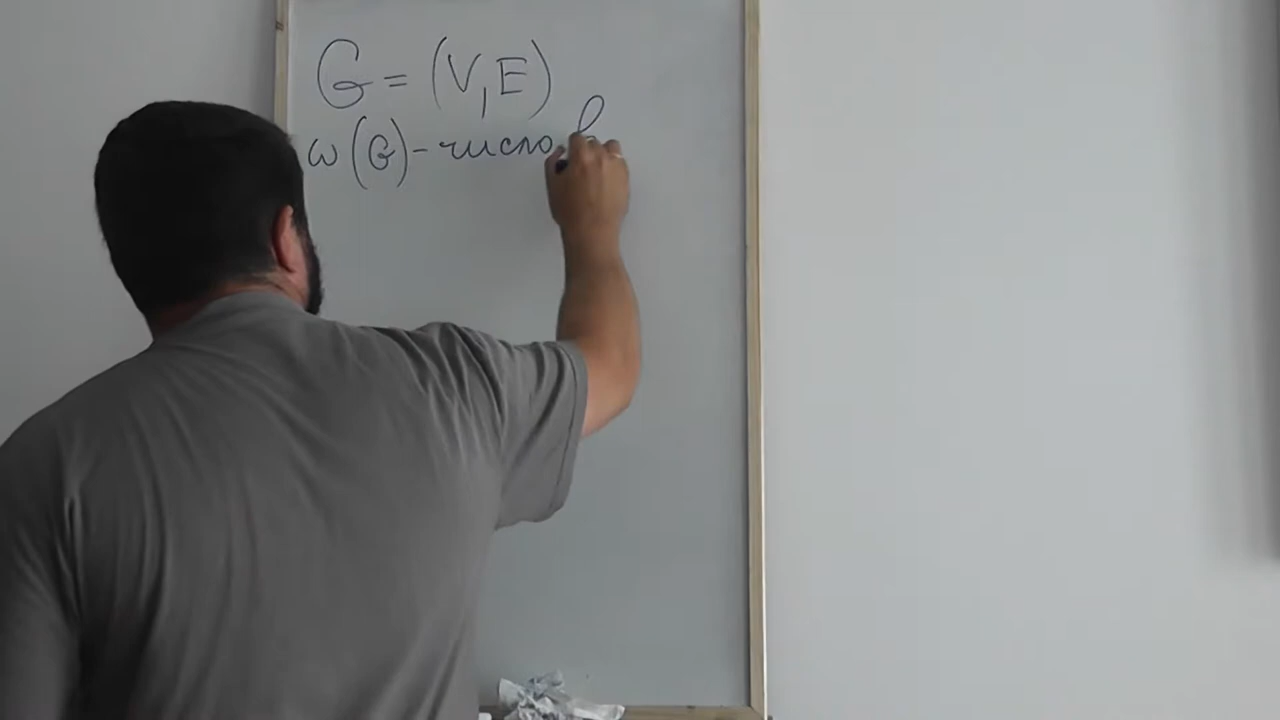 G = (V, E)
ω(G) - число